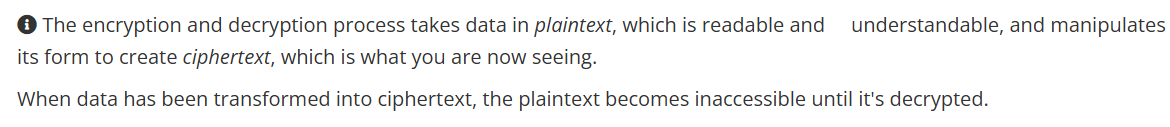 The encryption and decryption process takes data in plaintext, which is readable and understandable, and manipulates
its form to create ciphertext, which is what you are now seeing.
When data has been transformed into ciphertext, the plaintext becomes inaccessible until it's decrypted.